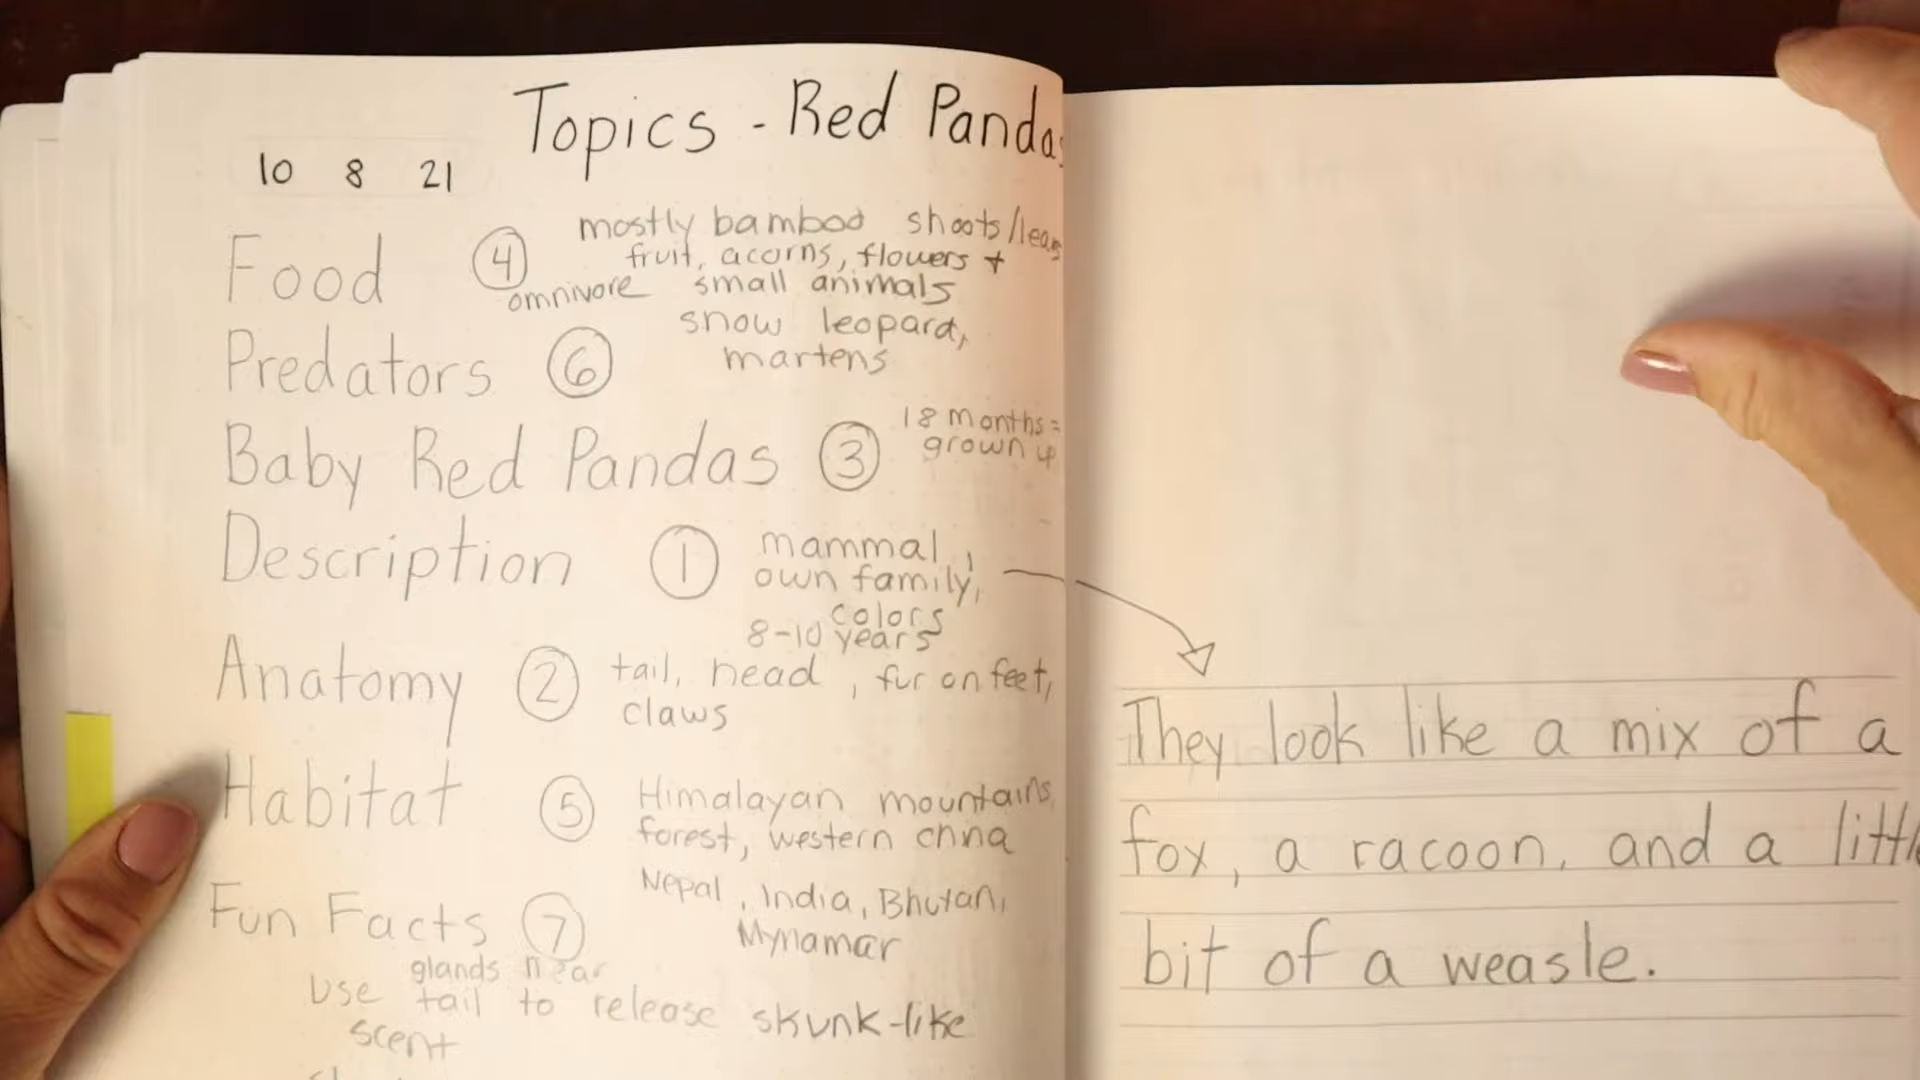 Topics - Red Pandas
10 8 21
mostly bamboo shoots/
Food ④ fruit, acorns, flowers +
omnivore small animals
snow leopard,
Predators ⑥ martens
18 months =
Baby Red Pandas ③ grown up
Description ① mammal,
own family,
colors
8-10 years
Anatomy ② tail, head, fur on feet,
claws
Habitat ⑤ Himalayan mountains,
forest, western chna
Nepal, India, Bhutan,
Mynamar
Fun Facts ⑦
glands near
use tail to release skunk-like
scent
They look like a mix of a
fox, a racoon, and a little
bit of a weasle.